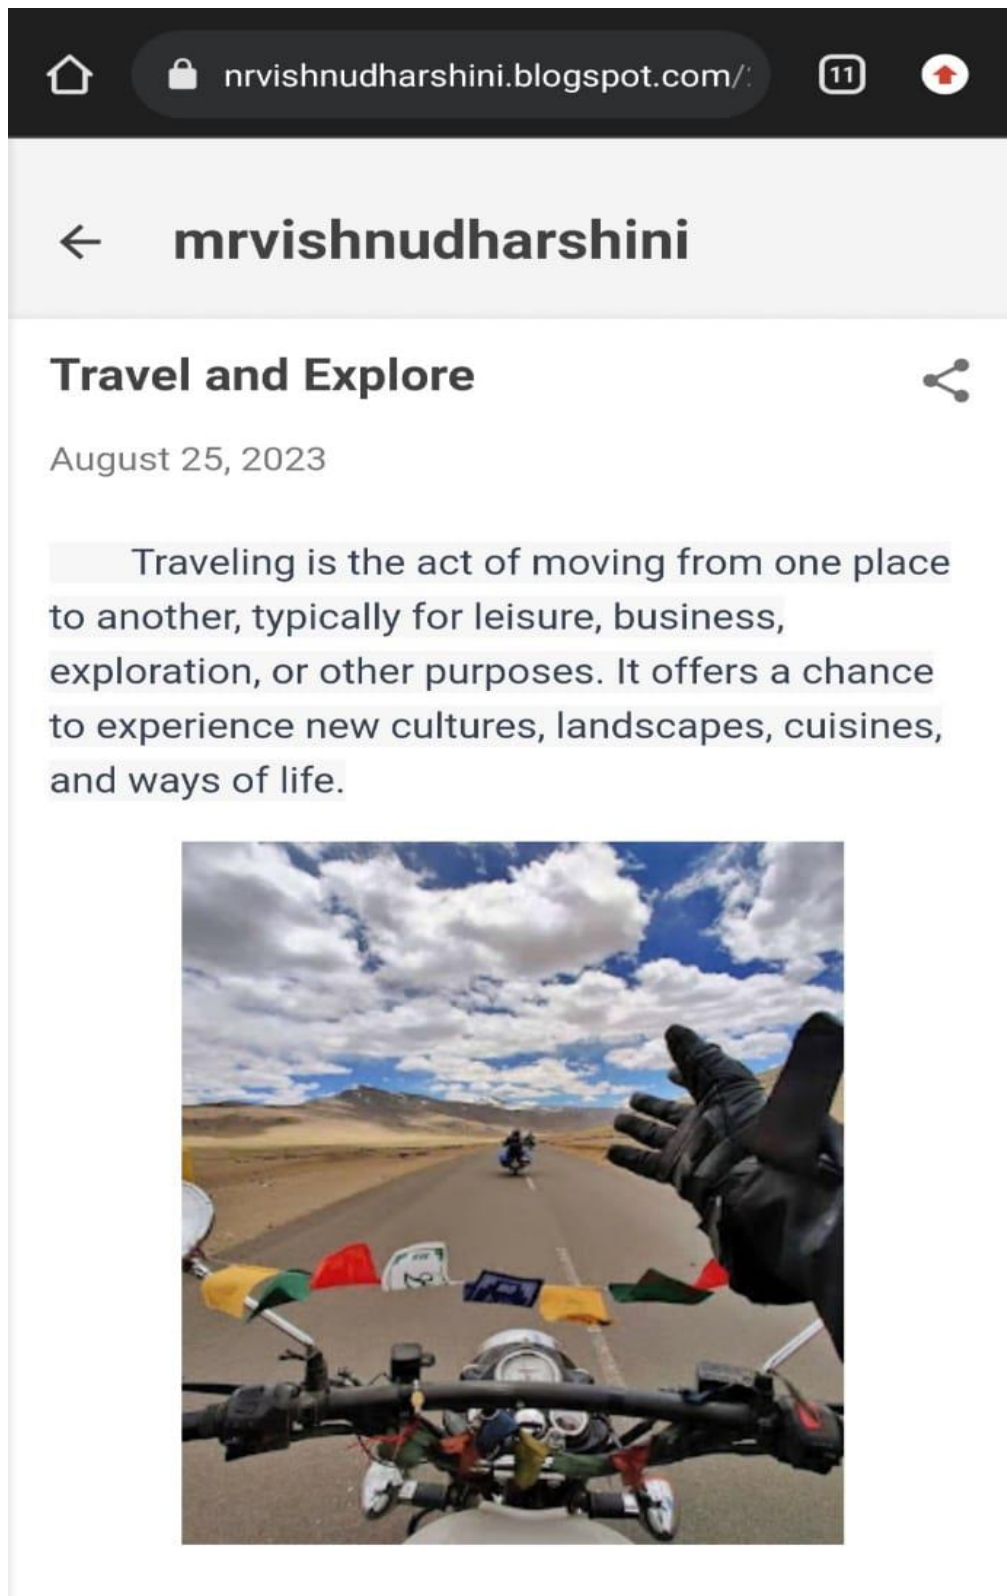 nrvishnudharshini.blogspot.com/
11
mrvishnudharshini
Travel and Explore
August 25, 2023
Traveling is the act of moving from one place
to another, typically for leisure, business,
exploration, or other purposes. It offers a chance
to experience new cultures, landscapes, cuisines,
and ways of life.